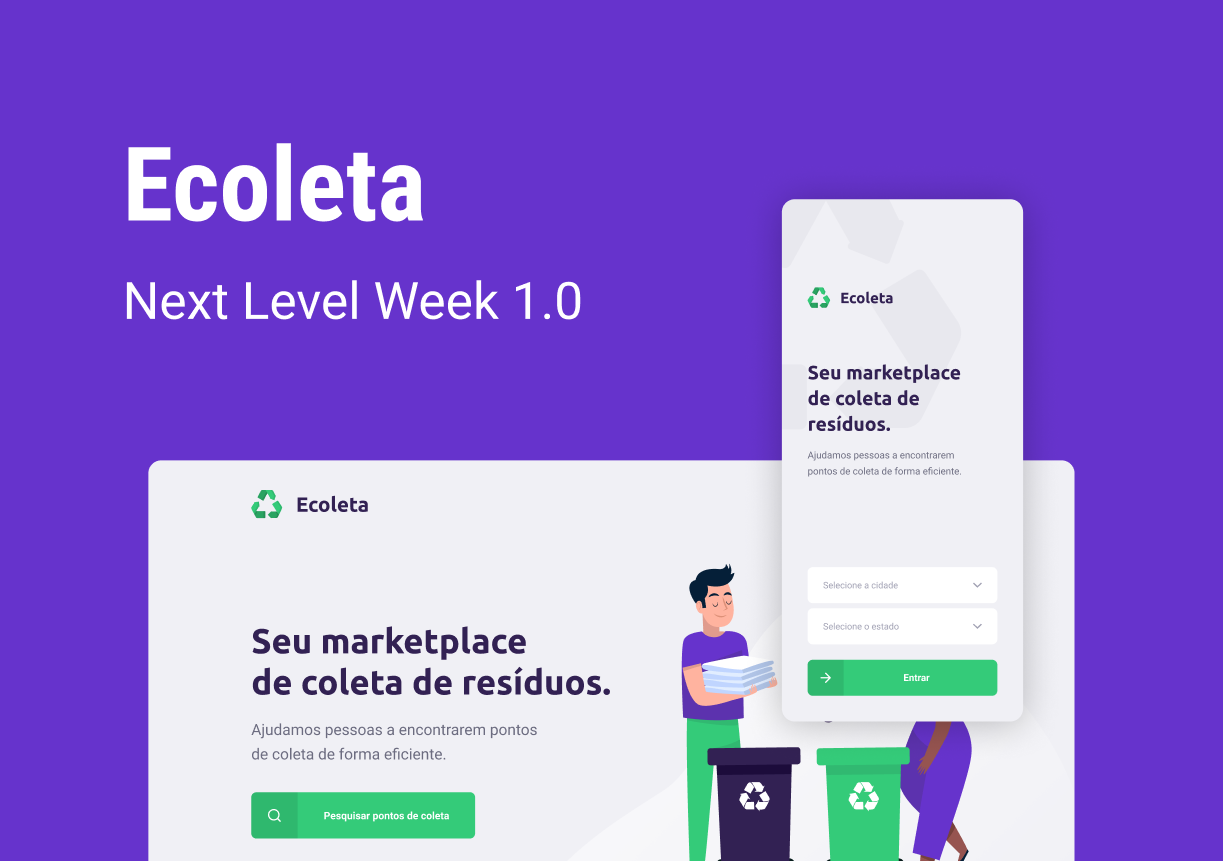 Ecoleta
Next Level Week 1.0
Ecoleta
Seu marketplace
de coleta de
resíduos.
Ajudamos pessoas a encontrarem
pontos de coleta de forma eficiente.
Selecione a cidade
Selecione o estado
Entrar
Ecoleta
Seu marketplace
de coleta de resíduos.
Ajudamos pessoas a encontrarem pontos
de coleta de forma eficiente.
Pesquisar pontos de coleta